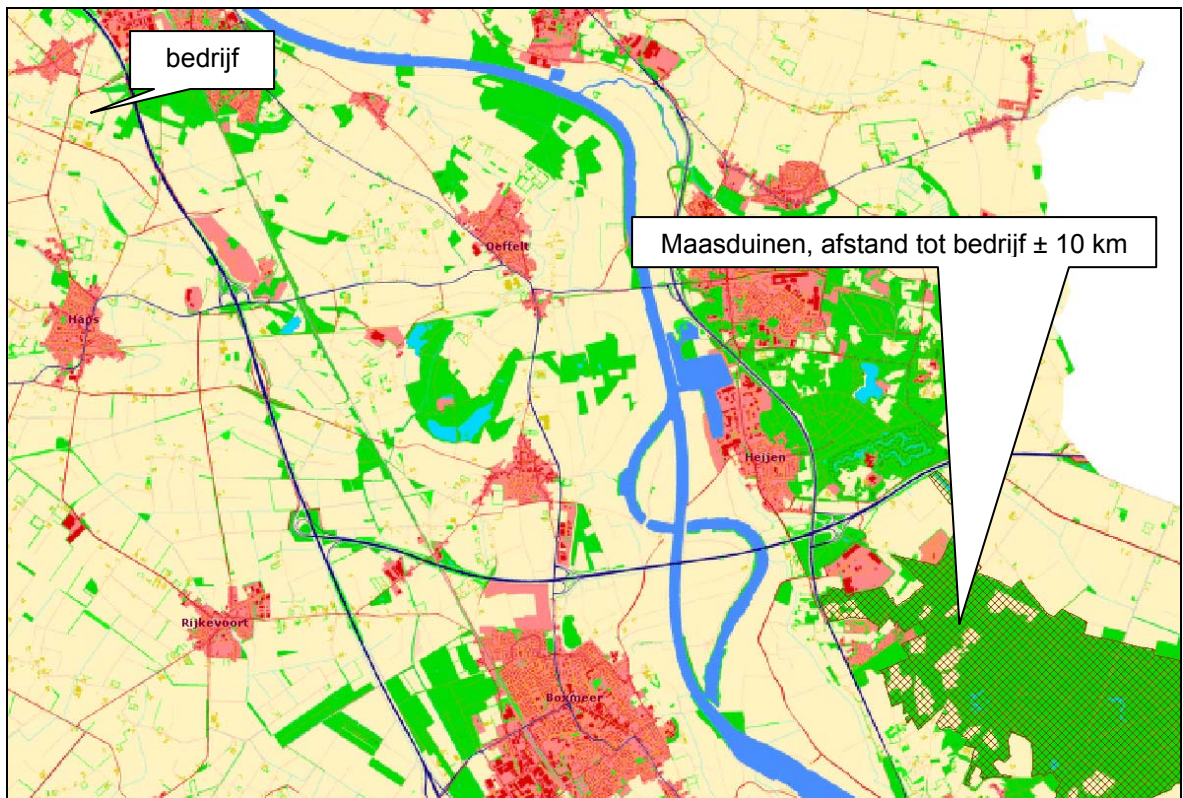 bedrijf
Oeffelt
Maasduinen, afstand tot bedrijf ± 10 km
Haps
Heijen
Rijkevoort
Boxmeer